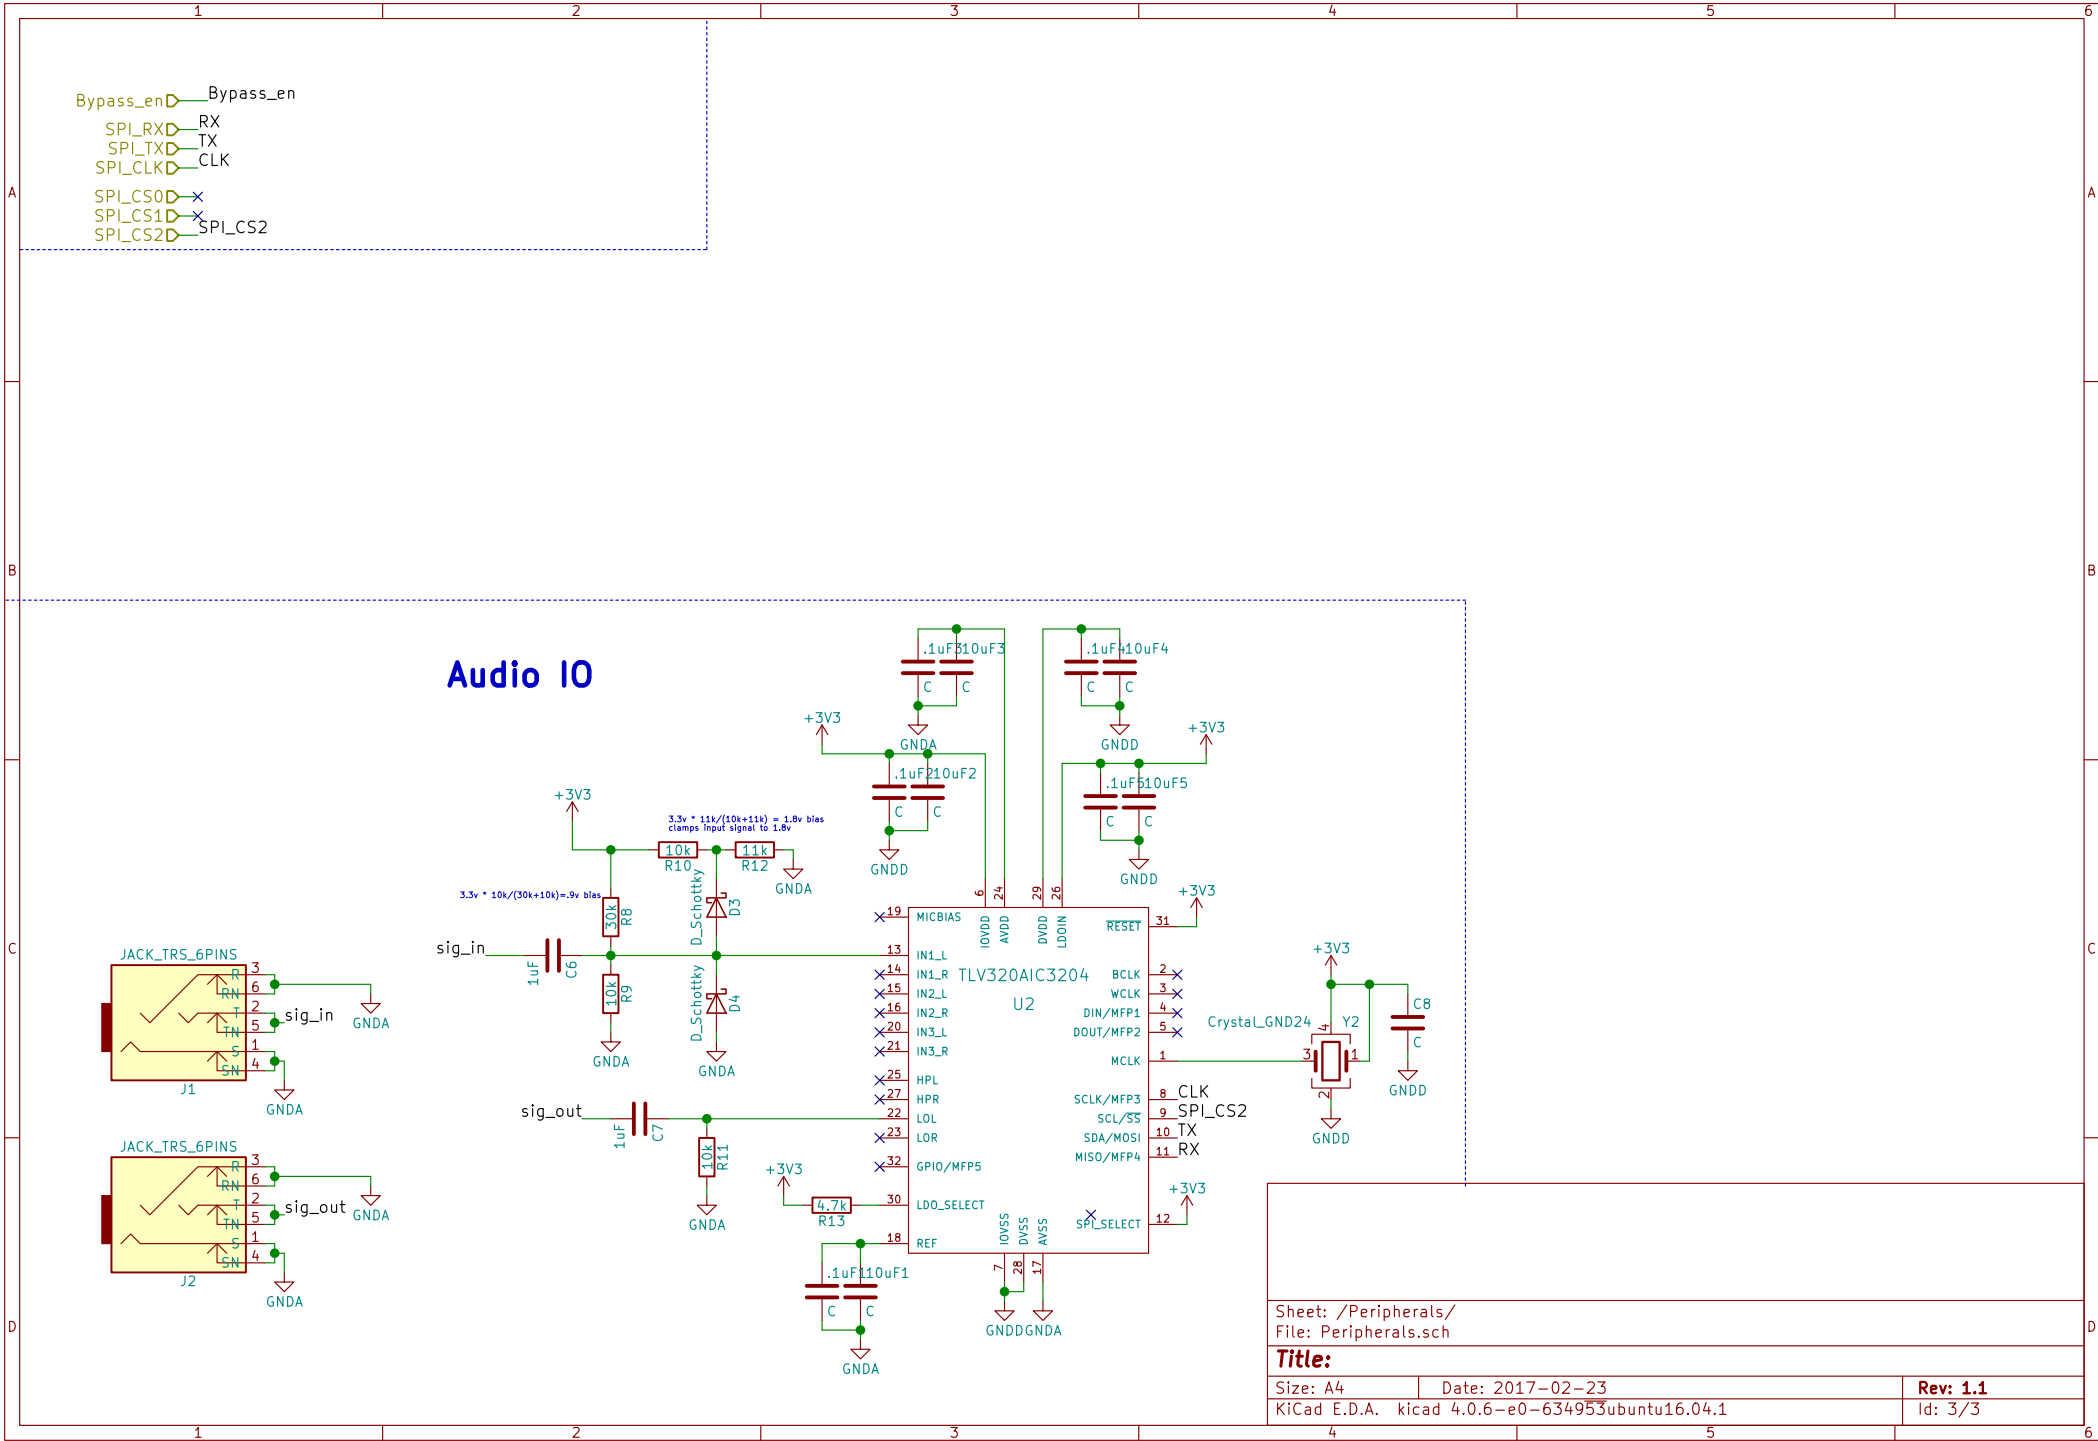 1 2 3 4 5 6
A
B
C
D
A
B
C
D
1 2 3 4 5 6
Bypass_en Bypass_en
SPI_RX RX
SPI_TX TX
SPI_CLK CLK
SPI_CS0
SPI_CS1
SPI_CS2 SPI_CS2
Audio IO
.1uF3 10uF3
C C
GNDA
.1uF4 10uF4
C C
GNDD
+3V3
.1uF2 10uF2
C C
GNDD
+3V3
.1uF5 10uF5
C C
GNDD
+3V3
3.3v * 11k/(10k+11k) = 1.8v bias
clamps input signal to 1.8v
10k
R10
11k
R12
GNDA
3.3v * 10k/(30k+10k)=.9v bias
30k R8
D_Schottky D3
sig_in
1uF C6
10k R9
GNDA
D_Schottky D4
GNDA
JACK_TRS_6PINS
R 3
RN 6
T 2
TN 5
S 1
SN 4
J1
sig_in
GNDA
GNDA
JACK_TRS_6PINS
R 3
RN 6
T 2
TN 5
S 1
SN 4
J2
sig_out
GNDA
GNDA
sig_out
1uF C7
10k R11
GNDA
+3V3
4.7k
R13
.1uF1 10uF1
C C
GNDA
TLV320AIC3204
U2
6 IOVDD
24 AVDD
29 DVDD
26 LDOIN
19 MICBIAS
13 IN1_L
14 IN1_R
15 IN2_L
16 IN2_R
20 IN3_L
21 IN3_R
25 HPL
27 HPR
22 LOL
23 LOR
32 GPIO/MFP5
30 LDO_SELECT
18 REF
7 IOVSS
28 DVSS
17 AVSS
GNDD GNDA
RESET 31
+3V3
BCLK 2
WCLK 3
DIN/MFP1 4
DOUT/MFP2 5
MCLK 1
SCLK/MFP3 8 CLK
SCL/SS 9 SPI_CS2
SDA/MOSI 10 TX
MISO/MFP4 11 RX
SPI_SELECT 12
+3V3
+3V3
Crystal_GND24 Y2
4
3 1
2
GNDD
C8
C
GNDD
Sheet: /Peripherals/
File: Peripherals.sch
Title:
Size: A4 Date: 2017-02-23 Rev: 1.1
KiCad E.D.A. kicad 4.0.6-e0-634953ubuntu16.04.1 Id: 3/3